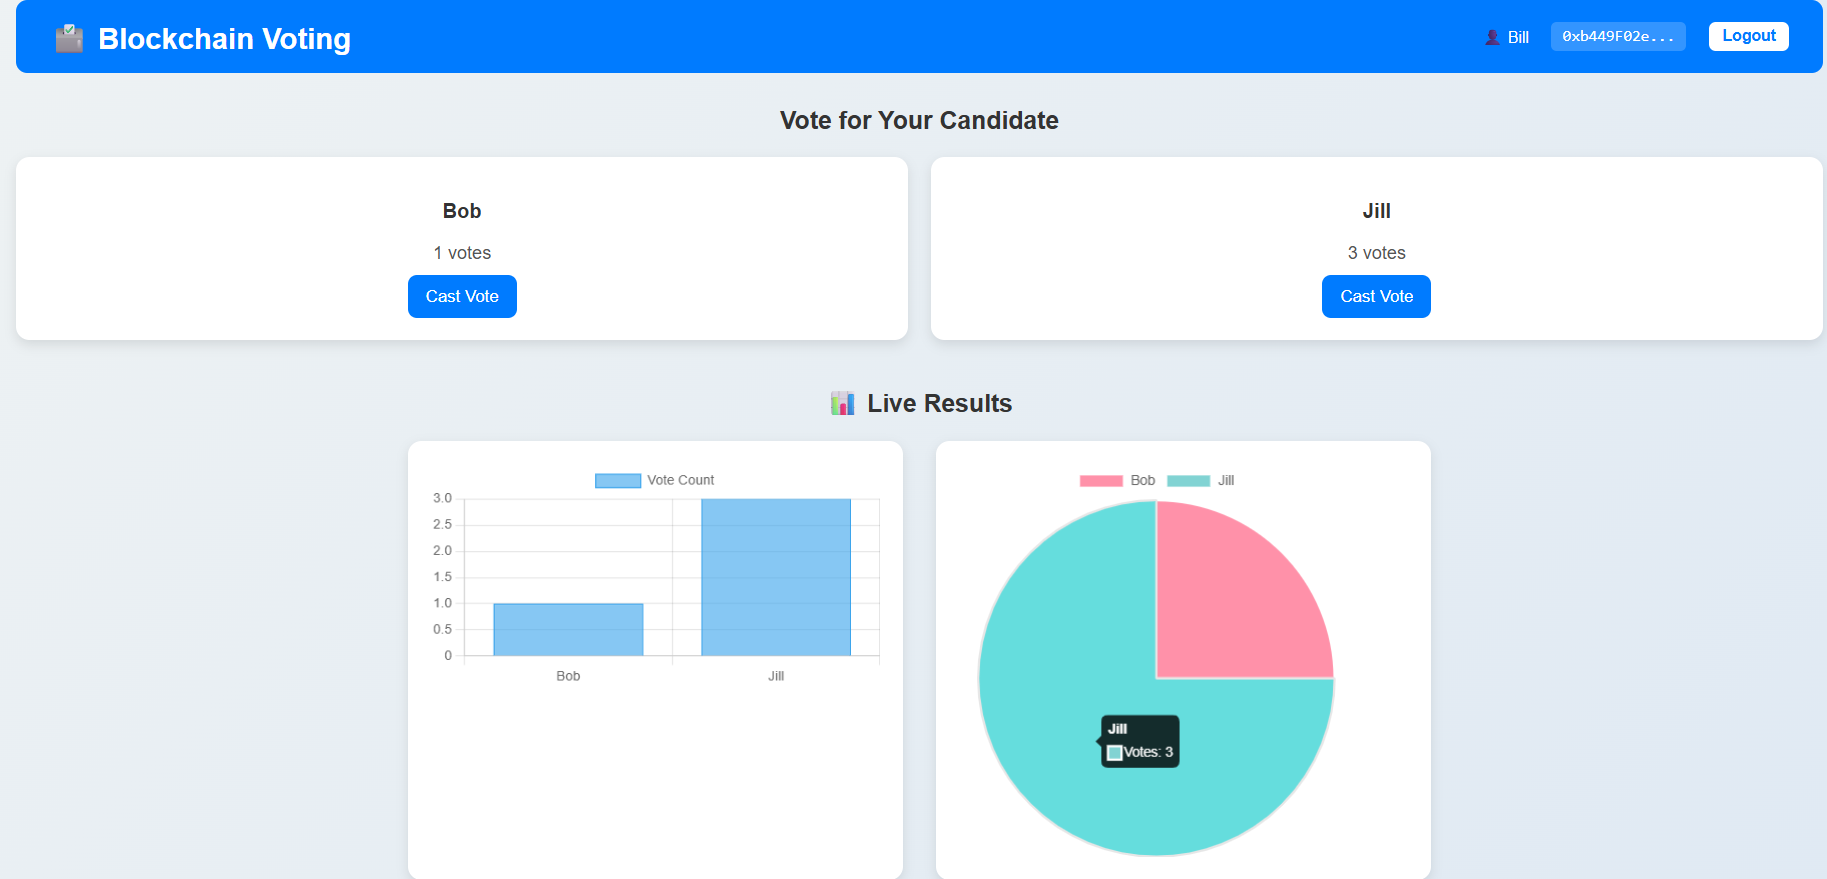 Blockchain Voting
Bill
0xb449F02e...
Logout
Vote for Your Candidate
Bob
1 votes
Cast Vote
Jill
3 votes
Cast Vote
Live Results
Vote Count
3.0
2.5
2.0
1.5
1.0
0.5
0
Bob
Jill
Bob
Jill
Jill
Votes: 3